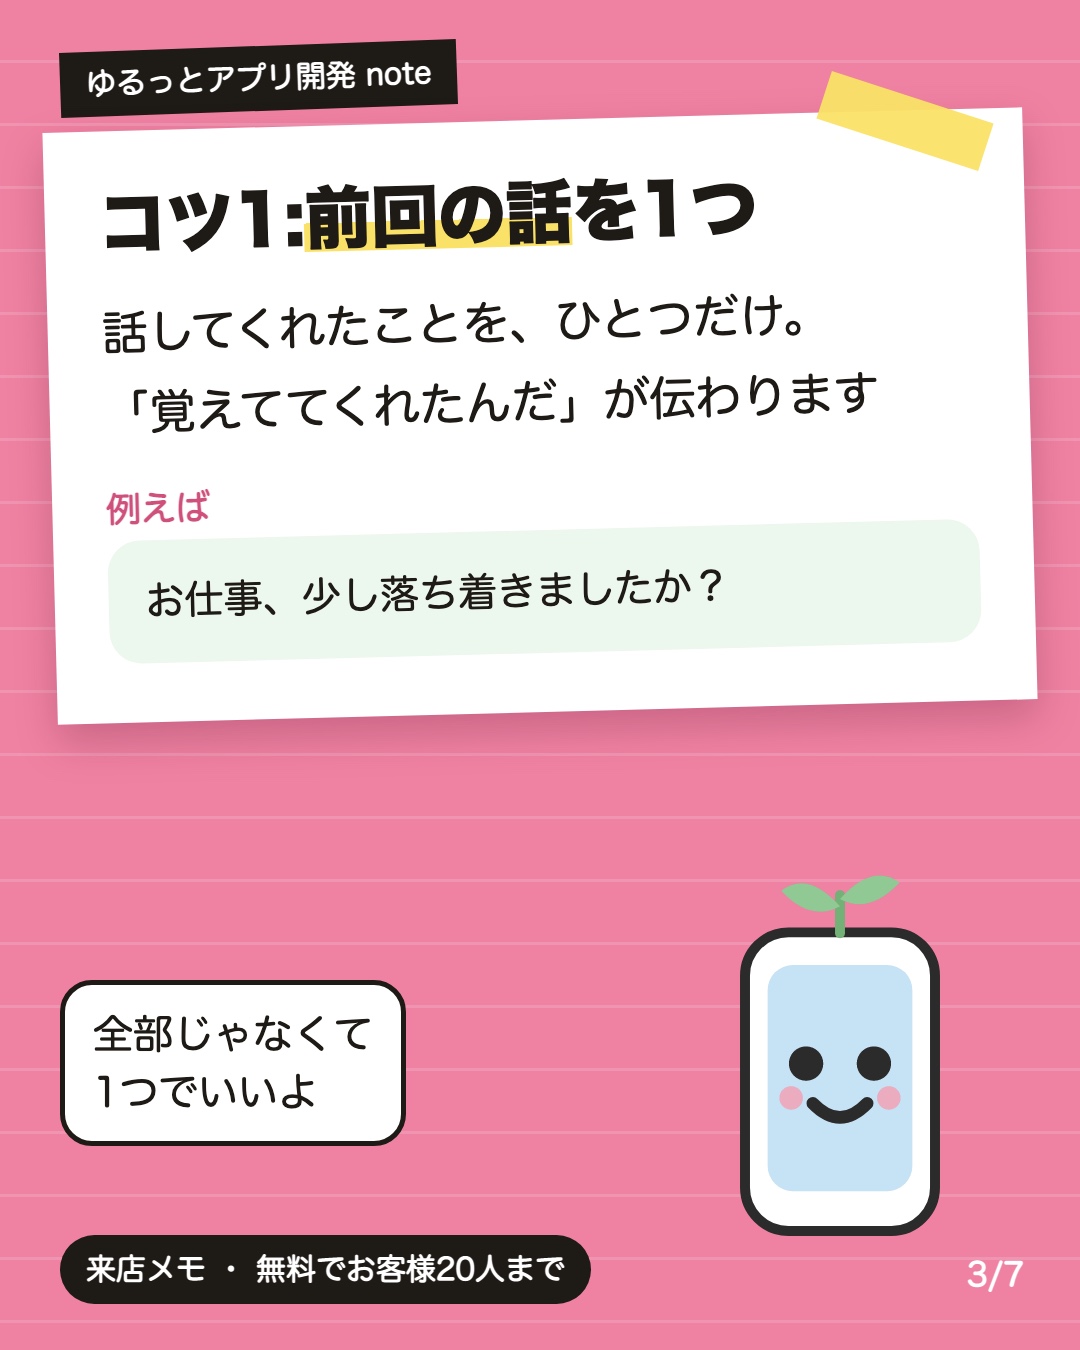 ゆるっとアプリ開発 note
コツ1:前回の話を1つ
話してくれたことを、ひとつだけ。
「覚えててくれたんだ」が伝わります
例えば
お仕事、少し落ち着きましたか？
全部じゃなくて
1つでいいよ
来店メモ ・ 無料でお客様20人まで
3/7